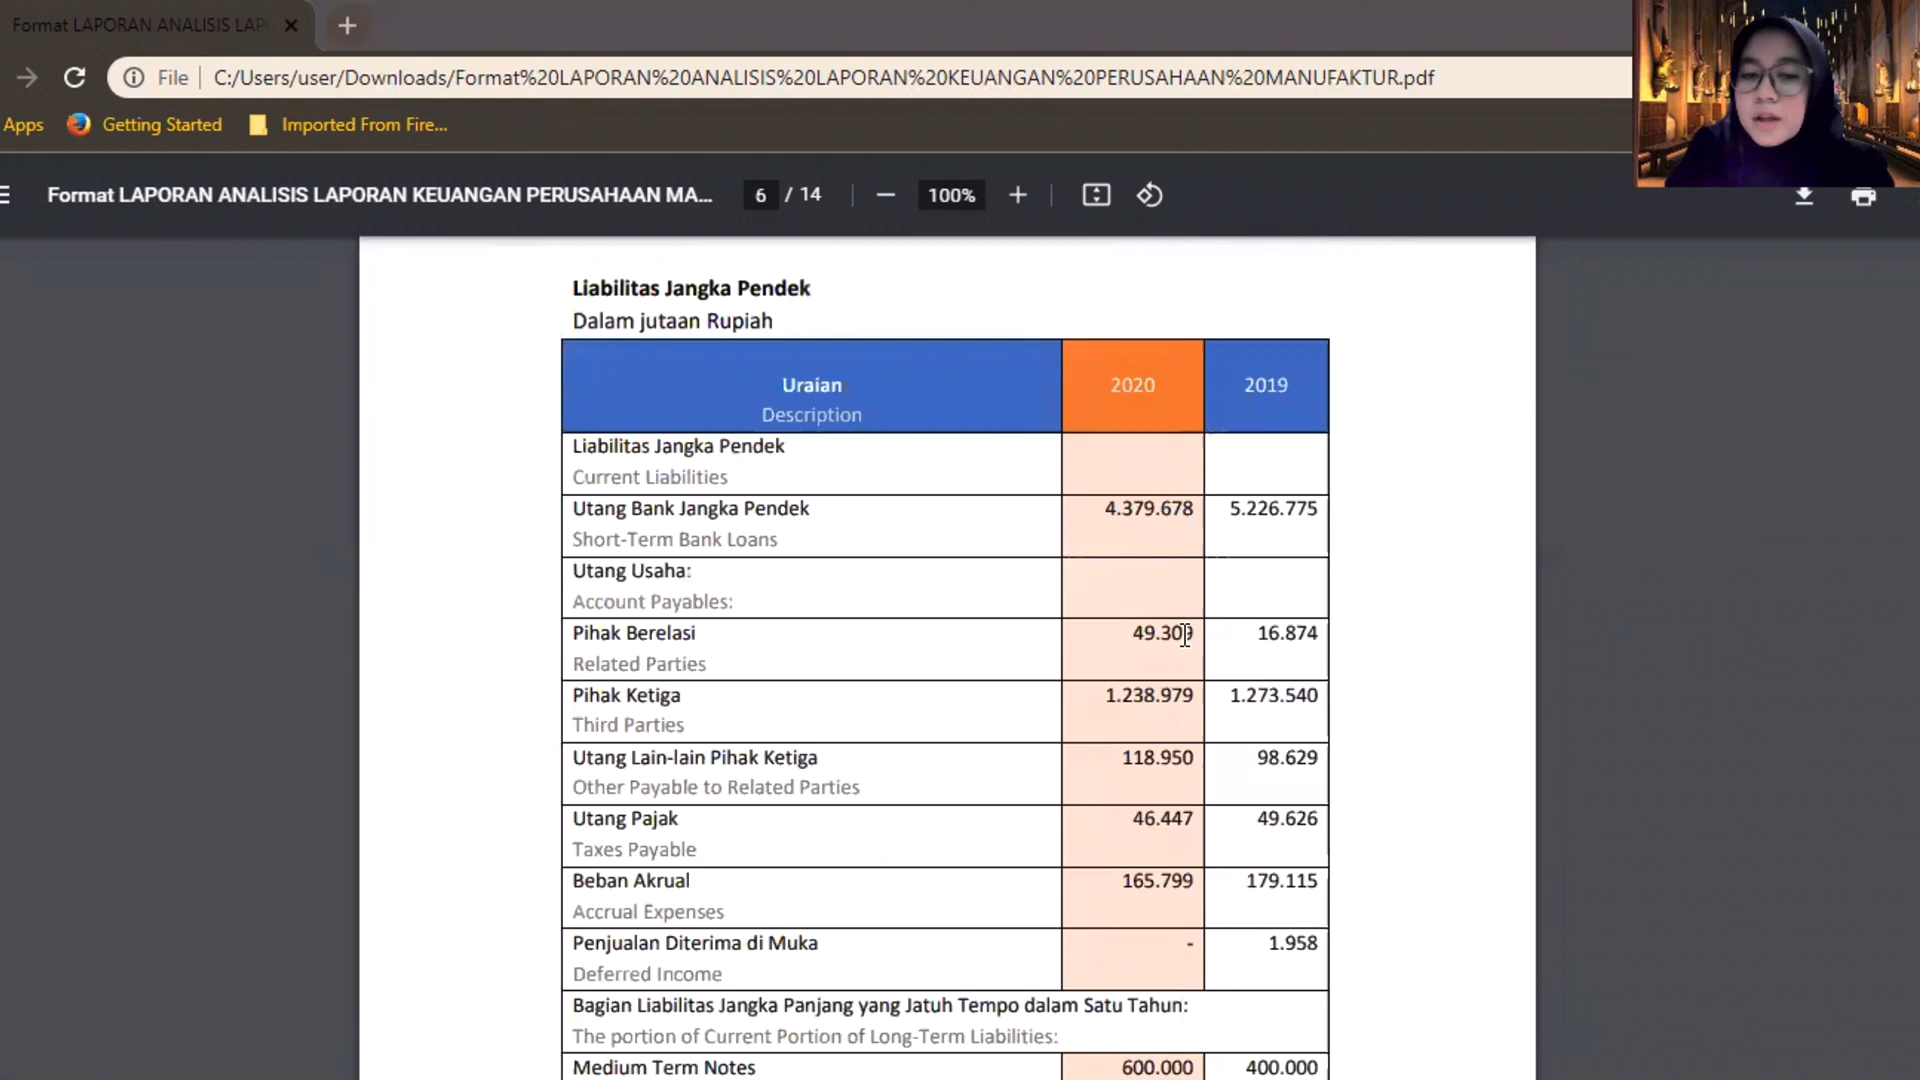 Format LAPORAN ANALISIS LAP
File C:/Users/user/Downloads/Format%20LAPORAN%20ANALISIS%20LAPORAN%20KEUANGAN%20PERUSAHAAN%20MANUFAKTUR.pdf
Apps Getting Started Imported From Fire...
Format LAPORAN ANALISIS LAPORAN KEUANGAN PERUSAHAAN MA... 6 / 14 − 100% +
Liabilitas Jangka Pendek
Dalam jutaan Rupiah
Uraian 2020 2019
Description
Liabilitas Jangka Pendek
Current Liabilities
Utang Bank Jangka Pendek 4.379.678 5.226.775
Short-Term Bank Loans
Utang Usaha:
Account Payables:
Pihak Berelasi 49.309 16.874
Related Parties
Pihak Ketiga 1.238.979 1.273.540
Third Parties
Utang Lain-lain Pihak Ketiga 118.950 98.629
Other Payable to Related Parties
Utang Pajak 46.447 49.626
Taxes Payable
Beban Akrual 165.799 179.115
Accrual Expenses
Penjualan Diterima di Muka - 1.958
Deferred Income
Bagian Liabilitas Jangka Panjang yang Jatuh Tempo dalam Satu Tahun:
The portion of Current Portion of Long-Term Liabilities:
Medium Term Notes 600.000 400.000